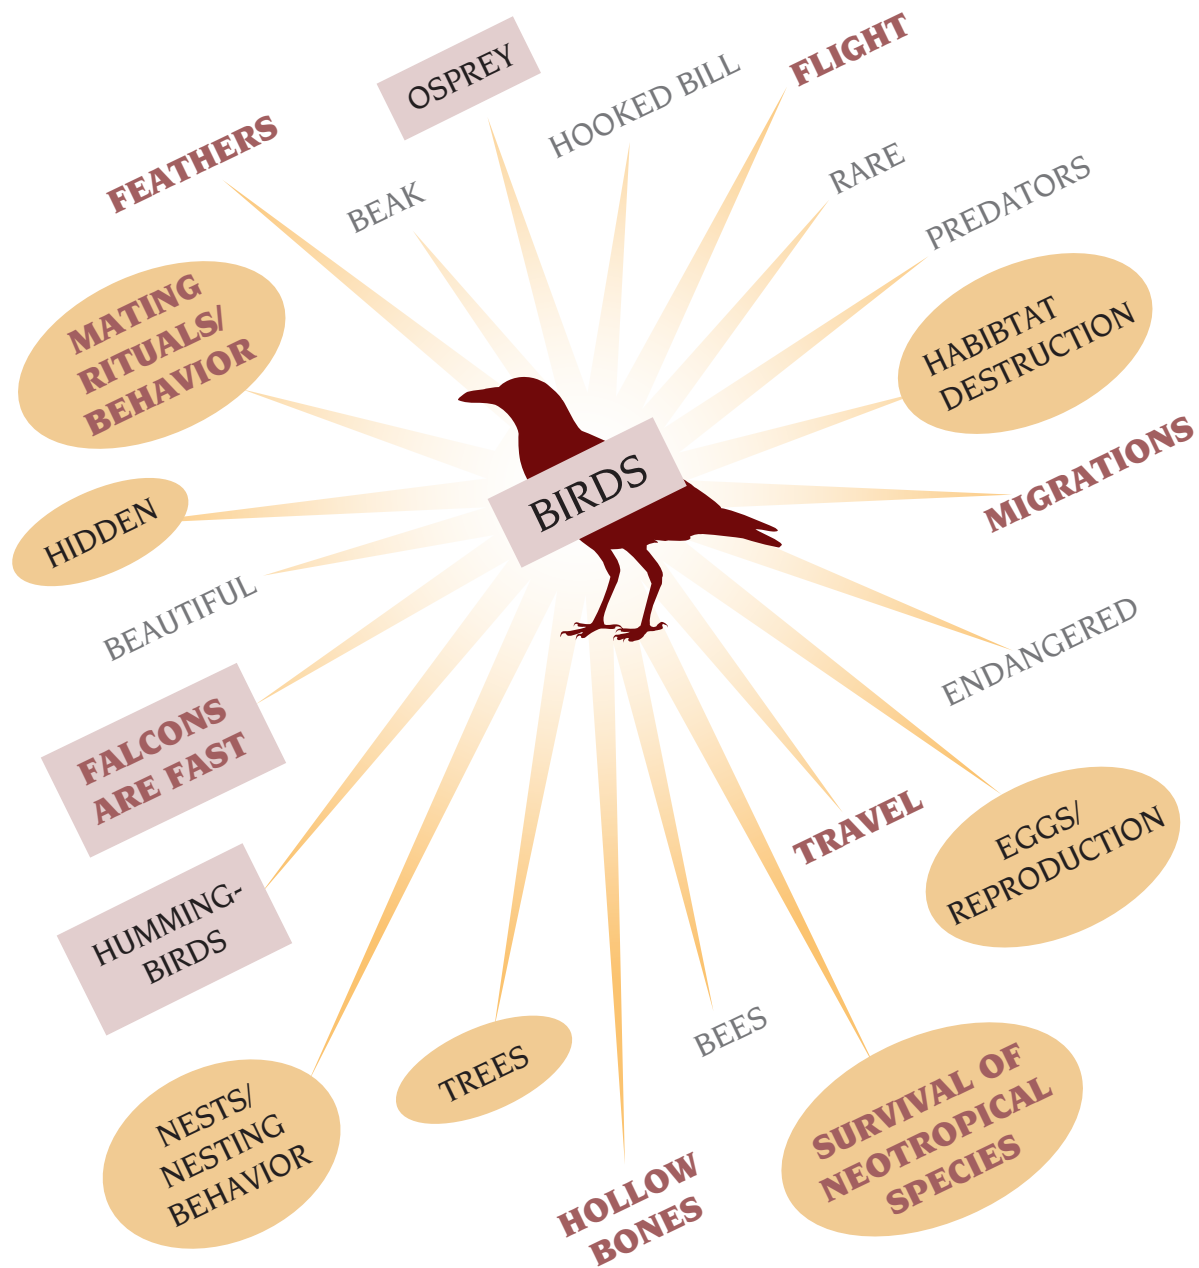 OSPREY
HOOKED BILL
FLIGHT
FEATHERS
BEAK
RARE
PREDATORS
MATING
RITUALS/
BEHAVIOR
HABIBTAT
DESTRUCTION
MIGRATIONS
BIRDS
HIDDEN
BEAUTIFUL
ENDANGERED
FALCONS
ARE FAST
TRAVEL
EGGS/
REPRODUCTION
HUMMING-
BIRDS
BEES
TREES
NESTS/
NESTING
BEHAVIOR
SURVIVAL OF
NEOTROPICAL
SPECIES
HOLLOW
BONES